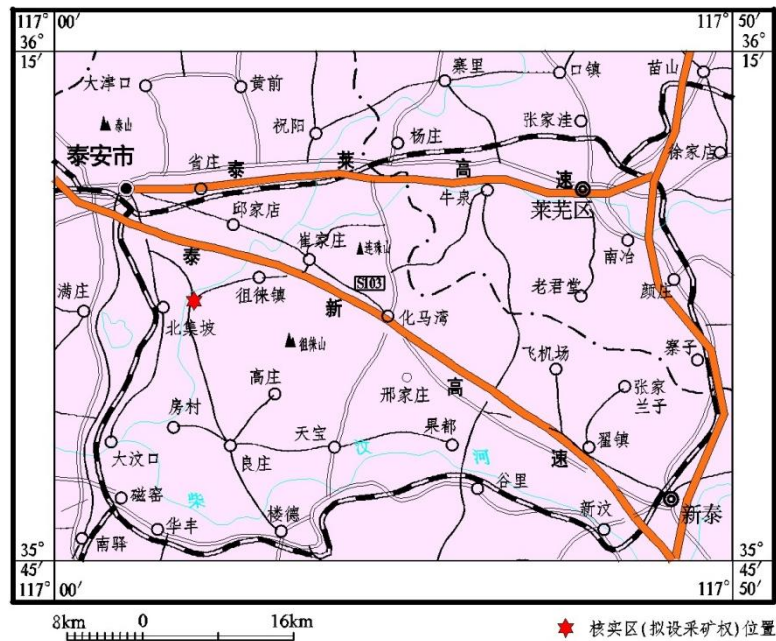 117° 00′
117° 50′
36° 15′
36° 15′
大津口
黄前
寨里
口镇
苗山
泰山
祝阳
杨庄
张家洼
泰安市
省庄
泰莱高速
徐家店
牛泉
莱芜区
邱家店
崔家庄
连珠山
南冶
泰新高速
满庄
徂徕镇
S103
老君堂
颜庄
北集坡
化马湾
徂徕山
飞机场
寨子
高庄
邢家庄
张家兰子
房村
天宝
果都
翟镇
大汶口
良庄
柴汶河
磁窑
谷里
新泰
华丰
楼德
新汶
南驿
35° 45′
35° 45′
117° 00′
117° 50′
8km 0 16km
核实区(拟设采矿权)位置